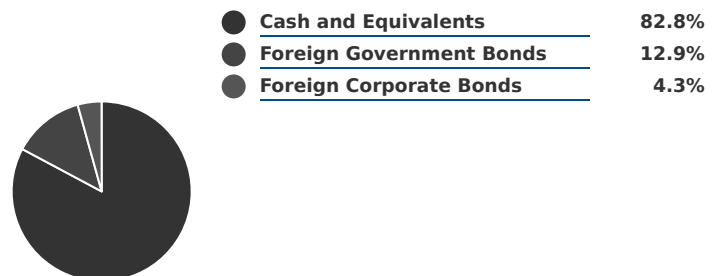 Cash and Equivalents 82.8%
Foreign Government Bonds 12.9%
Foreign Corporate Bonds 4.3%